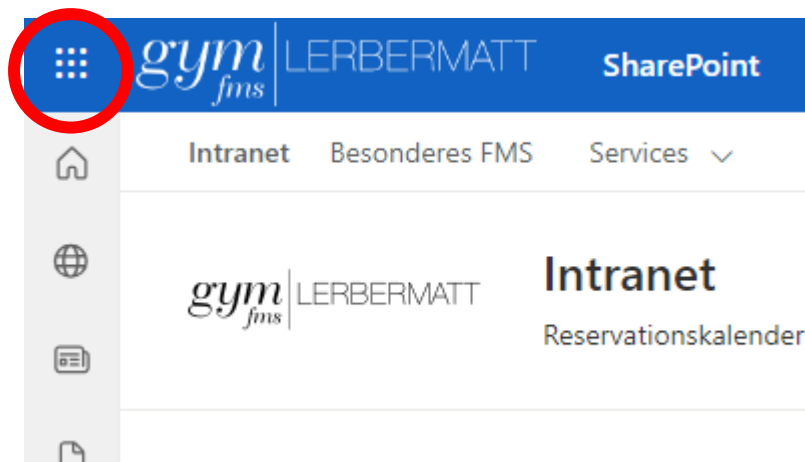 gym LERBERMATT SharePoint
fms
Intranet Besonderes FMS Services
gym LERBERMATT Intranet
fms
Reservationskalender